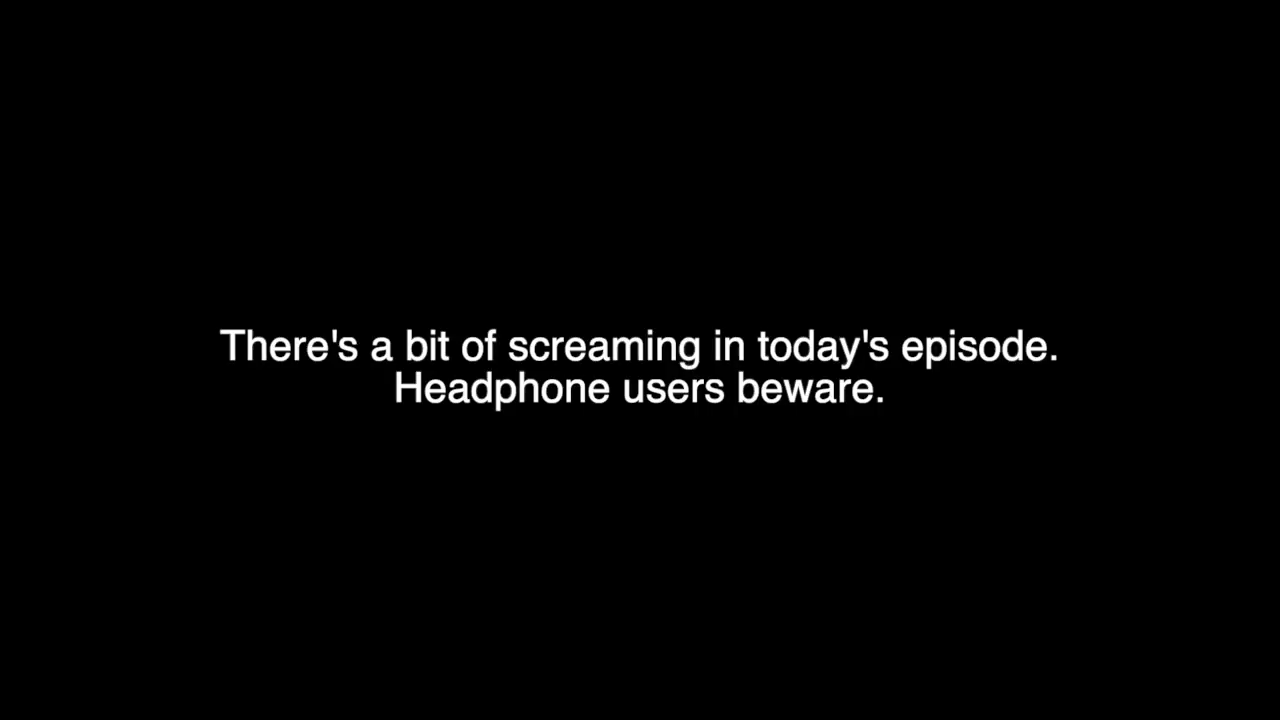 There's a bit of screaming in today's episode.
Headphone users beware.